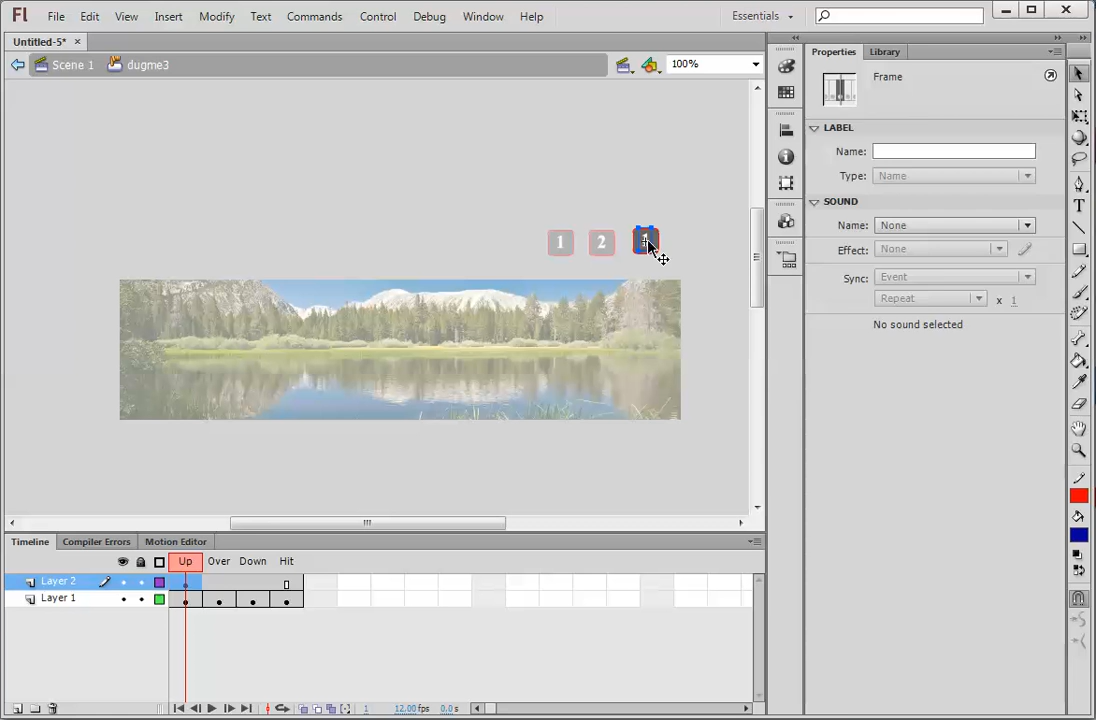 Fl File Edit View Insert Modify Text Commands Control Debug Window Help Essentials
Untitled-5* ×
Scene 1 dugme3 100%
Properties Library
Frame
LABEL
Name:
Type: Name
SOUND
Name: None
Effect: None
Sync: Event
Repeat x 1
No sound selected
1 2
Timeline Compiler Errors Motion Editor
Up Over Down Hit
Layer 2
Layer 1
1 12.00 fps 0.0 s